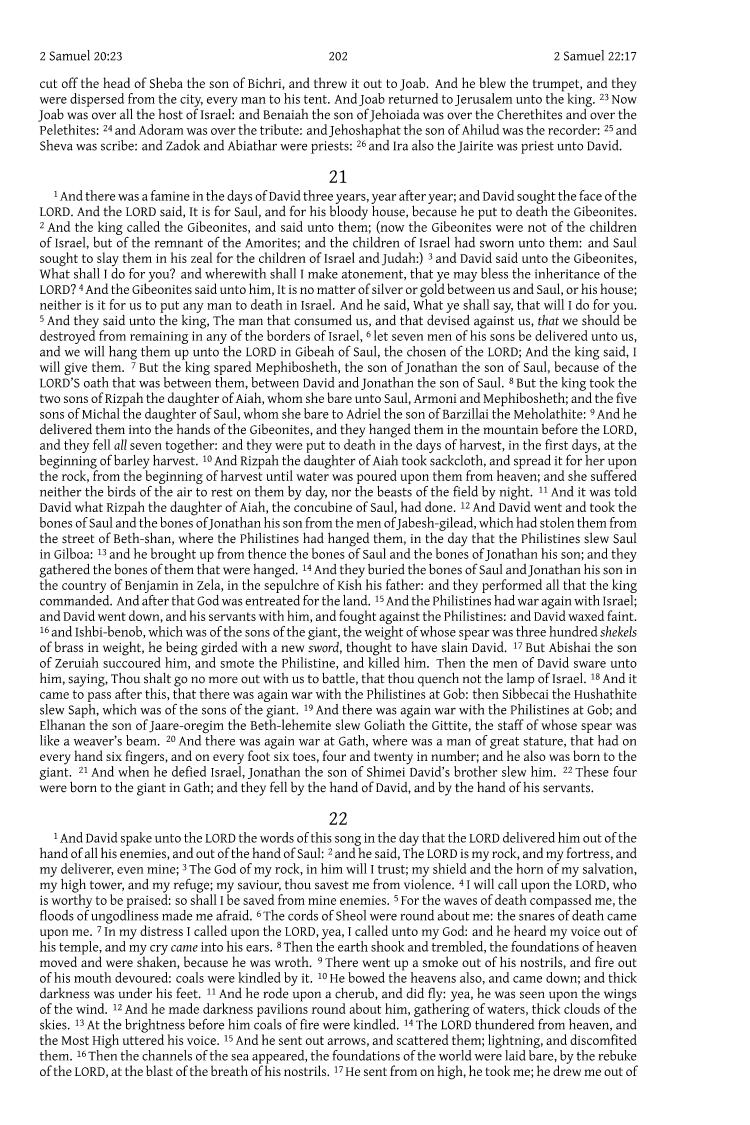 2 Samuel 20:23 202 2 Samuel 22:17
cut off the head of Sheba the son of Bichri, and threw it out to Joab. And he blew the trumpet, and they
were dispersed from the city, every man to his tent. And Joab returned to Jerusalem unto the king. 23 Now
Joab was over all the host of Israel: and Benaiah the son of Jehoiada was over the Cherethites and over the
Pelethites: 24 and Adoram was over the tribute: and Jehoshaphat the son of Ahilud was the recorder: 25 and
Sheva was scribe: and Zadok and Abiathar were priests: 26 and Ira also the Jairite was priest unto David.
21
1 And there was a famine in the days of David three years, year after year; and David sought the face of the
LORD. And the LORD said, It is for Saul, and for his bloody house, because he put to death the Gibeonites.
2 And the king called the Gibeonites, and said unto them; (now the Gibeonites were not of the children
of Israel, but of the remnant of the Amorites; and the children of Israel had sworn unto them: and Saul
sought to slay them in his zeal for the children of Israel and Judah:) 3 and David said unto the Gibeonites,
What shall I do for you? and wherewith shall I make atonement, that ye may bless the inheritance of the
LORD? 4 And the Gibeonites said unto him, It is no matter of silver or gold between us and Saul, or his house;
neither is it for us to put any man to death in Israel. And he said, What ye shall say, that will I do for you.
5 And they said unto the king, The man that consumed us, and that devised against us, that we should be
destroyed from remaining in any of the borders of Israel, 6 let seven men of his sons be delivered unto us,
and we will hang them up unto the LORD in Gibeah of Saul, the chosen of the LORD; And the king said, I
will give them. 7 But the king spared Mephibosheth, the son of Jonathan the son of Saul, because of the
LORD'S oath that was between them, between David and Jonathan the son of Saul. 8 But the king took the
two sons of Rizpah the daughter of Aiah, whom she bare unto Saul, Armoni and Mephibosheth; and the five
sons of Michal the daughter of Saul, whom she bare to Adriel the son of Barzillai the Meholathite: 9 And he
delivered them into the hands of the Gibeonites, and they hanged them in the mountain before the LORD,
and they fell all seven together: and they were put to death in the days of harvest, in the first days, at the
beginning of barley harvest. 10 And Rizpah the daughter of Aiah took sackcloth, and spread it for her upon
the rock, from the beginning of harvest until water was poured upon them from heaven; and she suffered
neither the birds of the air to rest on them by day, nor the beasts of the field by night. 11 And it was told
David what Rizpah the daughter of Aiah, the concubine of Saul, had done. 12 And David went and took the
bones of Saul and the bones of Jonathan his son from the men of Jabesh-gilead, which had stolen them from
the street of Beth-shan, where the Philistines had hanged them, in the day that the Philistines slew Saul
in Gilboa: 13 and he brought up from thence the bones of Saul and the bones of Jonathan his son; and they
gathered the bones of them that were hanged. 14 And they buried the bones of Saul and Jonathan his son in
the country of Benjamin in Zela, in the sepulchre of Kish his father: and they performed all that the king
commanded. And after that God was entreated for the land. 15 And the Philistines had war again with Israel;
and David went down, and his servants with him, and fought against the Philistines: and David waxed faint.
16 and Ishbi-benob, which was of the sons of the giant, the weight of whose spear was three hundred shekels
of brass in weight, he being girded with a new sword, thought to have slain David. 17 But Abishai the son
of Zeruiah succoured him, and smote the Philistine, and killed him. Then the men of David sware unto
him, saying, Thou shalt go no more out with us to battle, that thou quench not the lamp of Israel. 18 And it
came to pass after this, that there was again war with the Philistines at Gob: then Sibbecai the Hushathite
slew Saph, which was of the sons of the giant. 19 And there was again war with the Philistines at Gob; and
Elhanan the son of Jaare-oregim the Beth-lehemite slew Goliath the Gittite, the staff of whose spear was
like a weaver's beam. 20 And there was again war at Gath, where was a man of great stature, that had on
every hand six fingers, and on every foot six toes, four and twenty in number; and he also was born to the
giant. 21 And when he defied Israel, Jonathan the son of Shimei David's brother slew him. 22 These four
were born to the giant in Gath; and they fell by the hand of David, and by the hand of his servants.
22
1 And David spake unto the LORD the words of this song in the day that the LORD delivered him out of the
hand of all his enemies, and out of the hand of Saul: 2 and he said, The LORD is my rock, and my fortress, and
my deliverer, even mine; 3 The God of my rock, in him will I trust; my shield and the horn of my salvation,
my high tower, and my refuge; my saviour, thou savest me from violence. 4 I will call upon the LORD, who
is worthy to be praised: so shall I be saved from mine enemies. 5 For the waves of death compassed me, the
floods of ungodliness made me afraid. 6 The cords of Sheol were round about me: the snares of death came
upon me. 7 In my distress I called upon the LORD, yea, I called unto my God: and he heard my voice out of
his temple, and my cry came into his ears. 8 Then the earth shook and trembled, the foundations of heaven
moved and were shaken, because he was wroth. 9 There went up a smoke out of his nostrils, and fire out
of his mouth devoured: coals were kindled by it. 10 He bowed the heavens also, and came down; and thick
darkness was under his feet. 11 And he rode upon a cherub, and did fly: yea, he was seen upon the wings
of the wind. 12 And he made darkness pavilions round about him, gathering of waters, thick clouds of the
skies. 13 At the brightness before him coals of fire were kindled. 14 The LORD thundered from heaven, and
the Most High uttered his voice. 15 And he sent out arrows, and scattered them; lightning, and discomfited
them. 16 Then the channels of the sea appeared, the foundations of the world were laid bare, by the rebuke
of the LORD, at the blast of the breath of his nostrils. 17 He sent from on high, he took me; he drew me out of